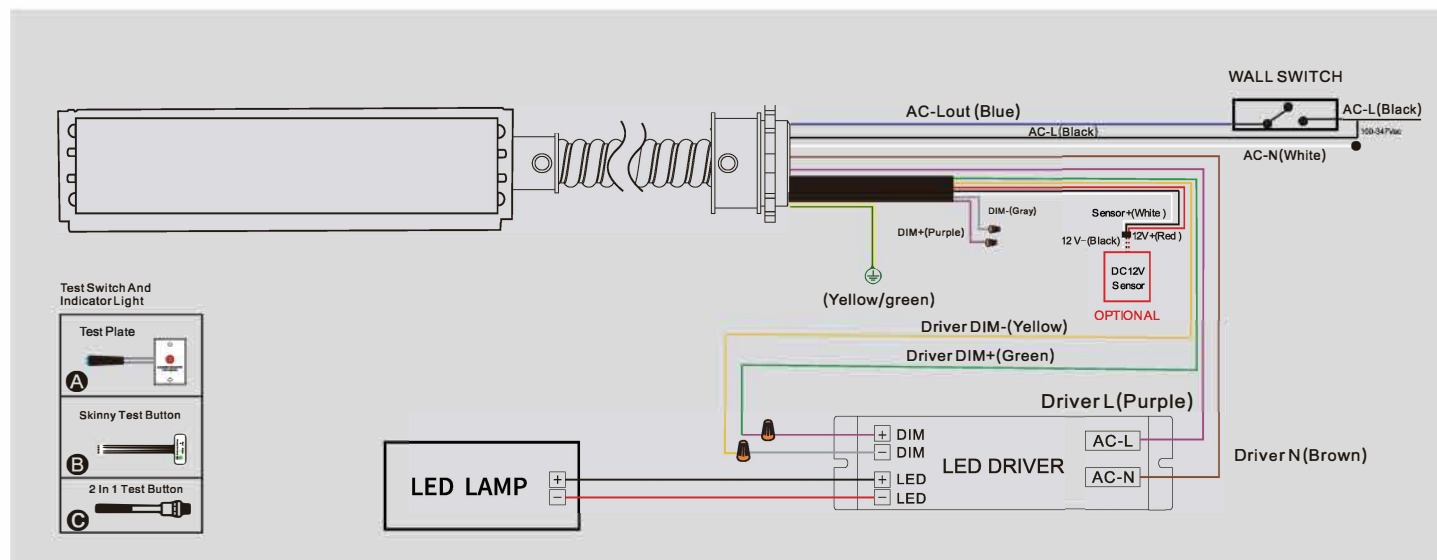 WALL SWITCH
AC-Lout (Blue)
AC-L(Black)
AC-L(Black)
100-347Vac
AC-N(White)
DIM-(Gray)
DIM+(Purple)
Sensor+(White )
12V+(Red )
12 V-(Black)
DC12V
Sensor
OPTIONAL
(Yellow/green)
Driver DIM-(Yellow)
Driver DIM+(Green)
Test Switch And
Indicator Light
Test Plate
A
Skinny Test Button
B
2 In 1 Test Button
C
Driver L(Purple)
Driver N(Brown)
LED LAMP
+
-
+ DIM
- DIM
+ LED
- LED
LED DRIVER
AC-L
AC-N